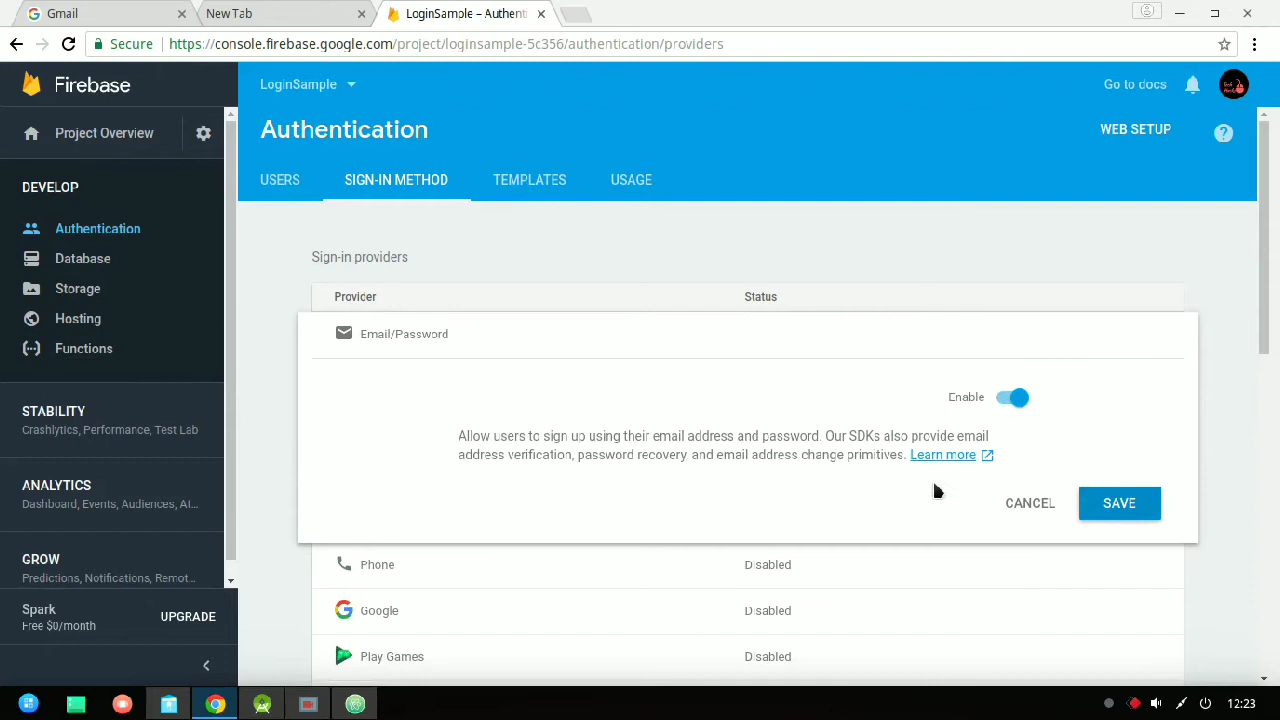 Gmail
New Tab
LoginSample – Authenti
Secure
https://console.firebase.google.com/project/loginsample-5c356/authentication/providers
Firebase
LoginSample
Go to docs
Project Overview
Authentication
WEB SETUP
?
USERS
SIGN-IN METHOD
TEMPLATES
USAGE
DEVELOP
Authentication
Database
Storage
Hosting
Functions
STABILITY
Crashlytics, Performance, Test Lab
ANALYTICS
Dashboard, Events, Audiences, At...
GROW
Predictions, Notifications, Remot...
Spark
Free $0/month
UPGRADE
Sign-in providers
Provider
Status
Email/Password
Enable
Allow users to sign up using their email address and password. Our SDKs also provide email
address verification, password recovery, and email address change primitives. Learn more
CANCEL
SAVE
Phone
Disabled
Google
Disabled
Play Games
Disabled
12:23